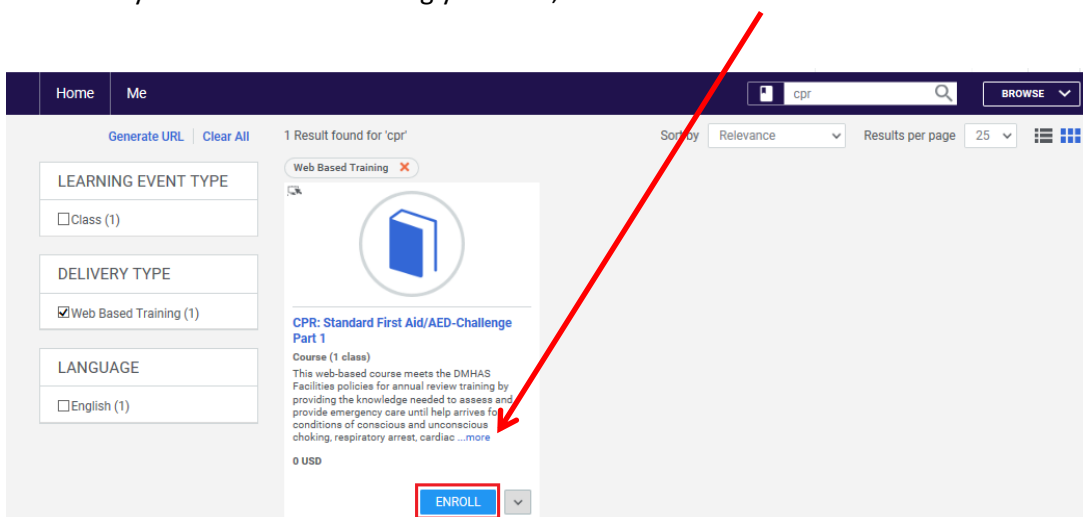 Home Me cpr BROWSE
Generate URL Clear All
1 Result found for 'cpr'
Sort by Relevance Results per page 25
Web Based Training
LEARNING EVENT TYPE
Class (1)
DELIVERY TYPE
Web Based Training (1)
LANGUAGE
English (1)
CPR: Standard First Aid/AED-Challenge
Part 1
Course (1 class)
This web-based course meets the DMHAS
Facilities policies for annual review training by
providing the knowledge needed to assess and
provide emergency care until help arrives for
conditions of conscious and unconscious
choking, respiratory arrest, cardiac ...more
0 USD
ENROLL